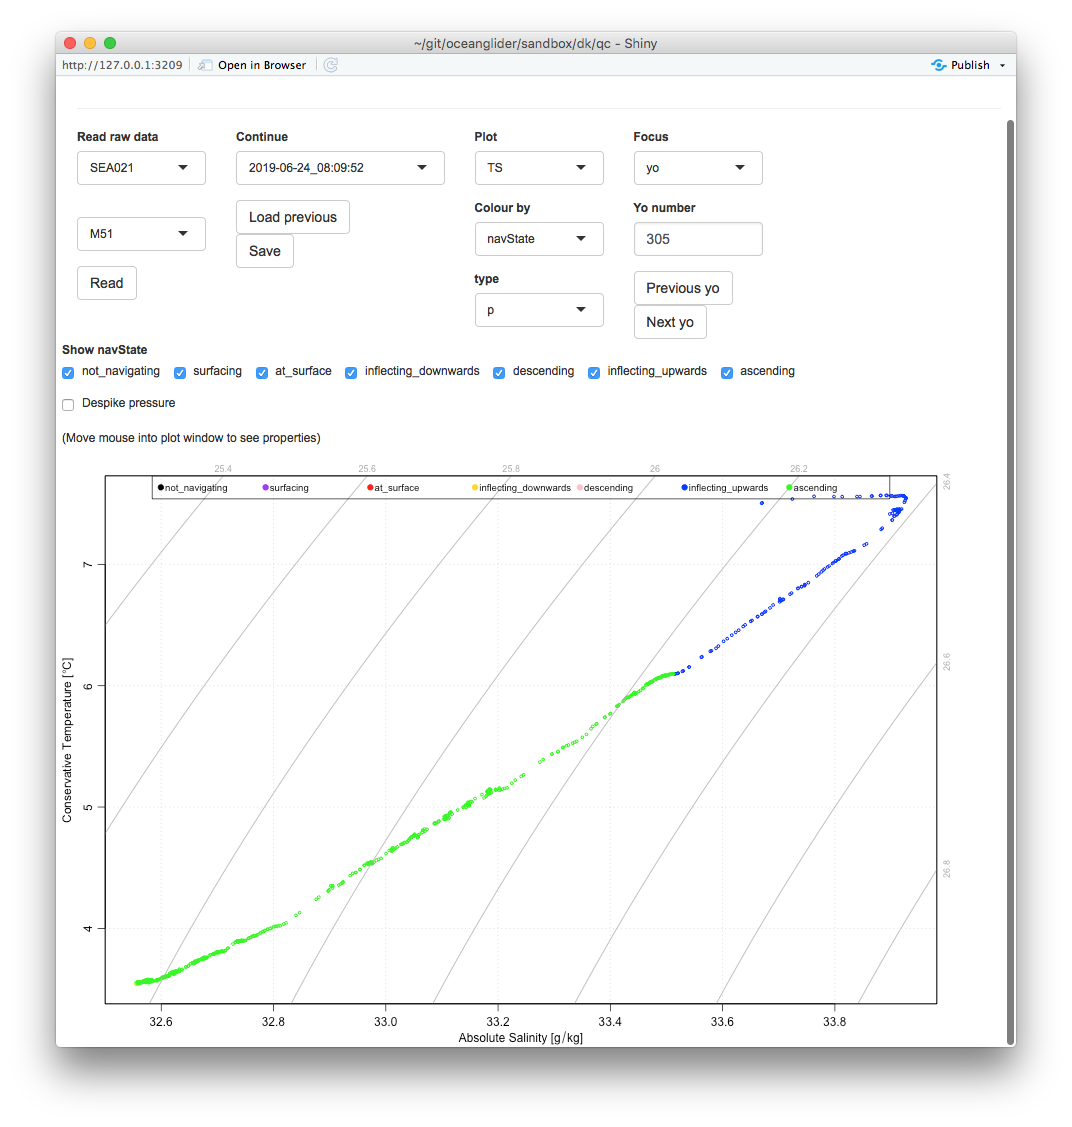 ~/git/oceanglider/sandbox/dk/qc - Shiny
http://127.0.0.1:3209 Open in Browser Publish
Read raw data Continue Plot Focus
SEA021 2019-06-24_08:09:52 TS yo
Load previous Colour by Yo number
M51 Save navState 305
Read type Previous yo
p Next yo
Show navState
not_navigating surfacing at_surface inflecting_downwards descending inflecting_upwards ascending
Despike pressure
(Move mouse into plot window to see properties)
25.4 25.6 25.8 26 26.2 26.4
not_navigating surfacing at_surface inflecting_downwards descending inflecting_upwards ascending
7
6
5
4
26.6
26.8
Conservative Temperature [°C]
32.6 32.8 33.0 33.2 33.4 33.6 33.8
Absolute Salinity [g/kg]